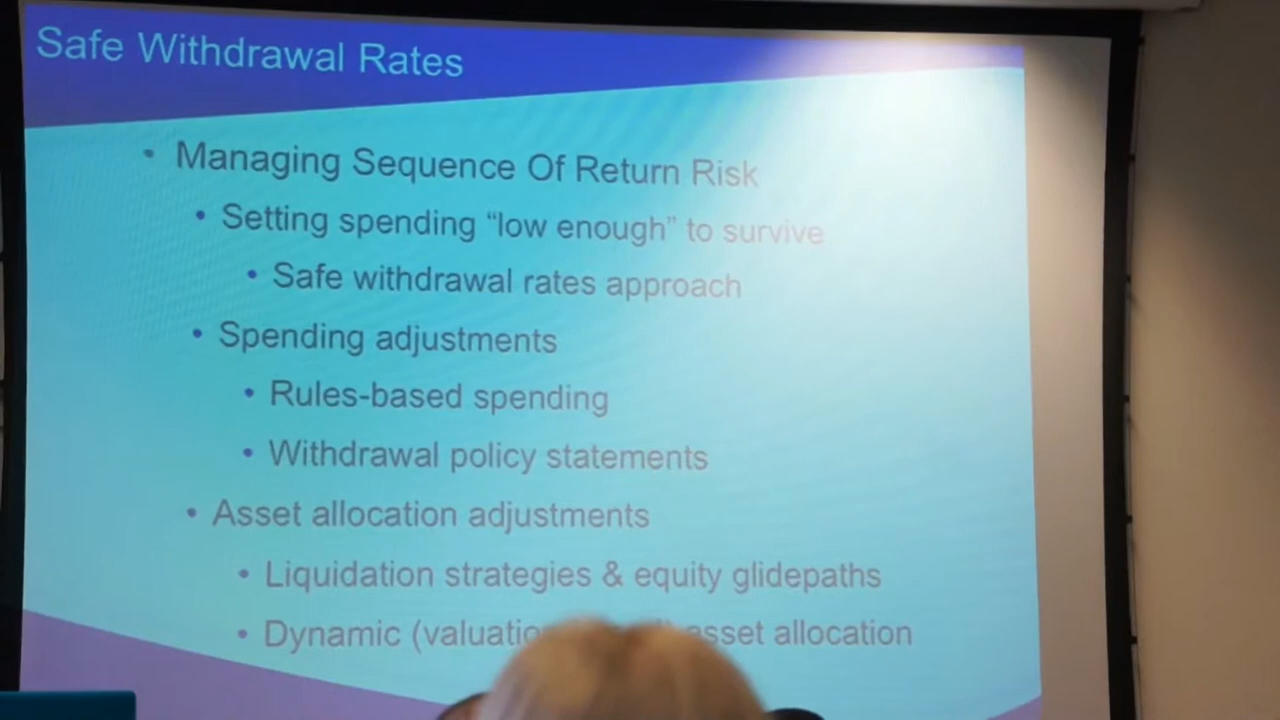 Safe Withdrawal Rates
• Managing Sequence Of Return Risk
• Setting spending “low enough” to survive
• Safe withdrawal rates approach
• Spending adjustments
• Rules-based spending
• Withdrawal policy statements
• Asset allocation adjustments
• Liquidation strategies & equity glidepaths
• Dynamic asset allocation